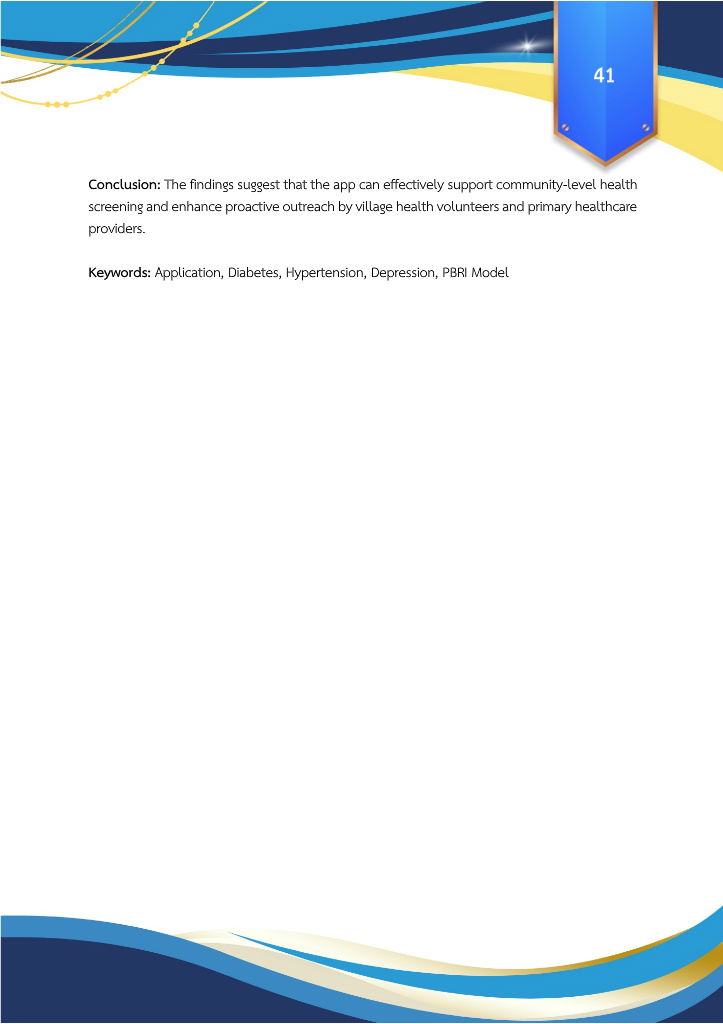 41
Conclusion: The findings suggest that the app can effectively support community-level health
screening and enhance proactive outreach by village health volunteers and primary healthcare
providers.
Keywords: Application, Diabetes, Hypertension, Depression, PBRI Model